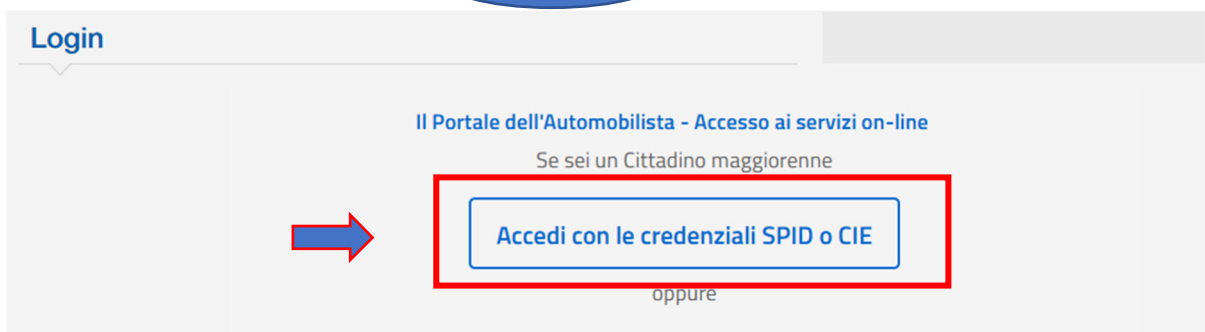 Login
Il Portale dell'Automobilista - Accesso ai servizi on-line
Se sei un Cittadino maggiorenne
Accedi con le credenziali SPID o CIE
oppure